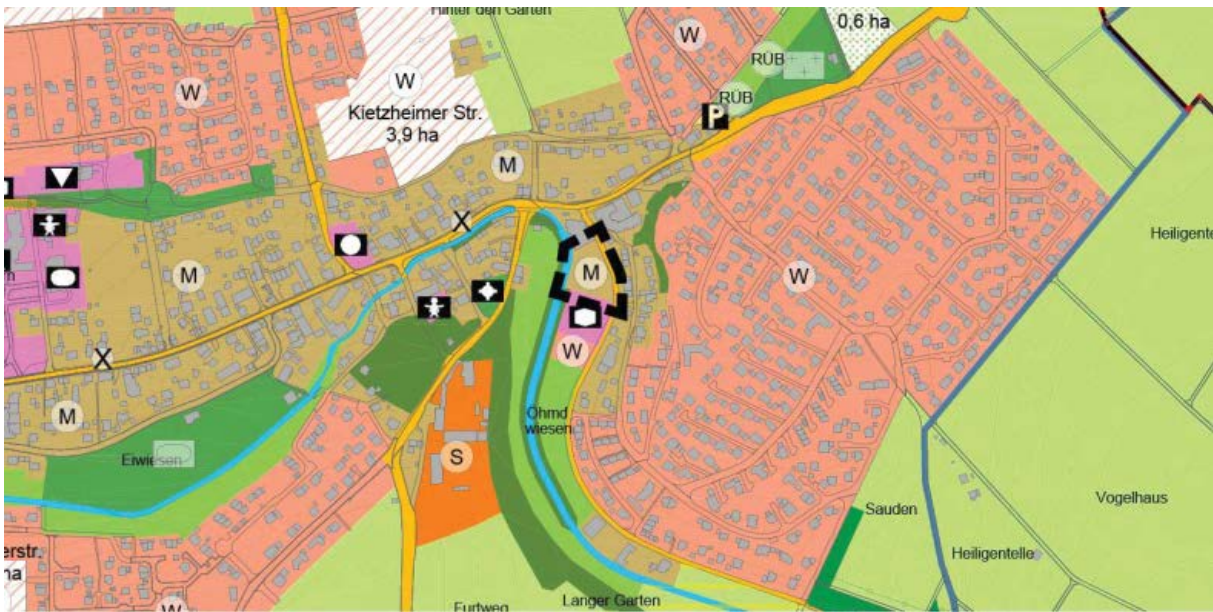 Hinter den Gärten
0,6 ha
W
RÜB
W
W
Kietzheimer Str.
3,9 ha
RÜB
P
M
X
Heiligente
M
M
W
X
W
M
Ohmd
wiesen
Eiwiesen
S
Vogelhaus
Sauden
erstr.
ha
Heiligentelle
W
Furtweg
Langer Garten